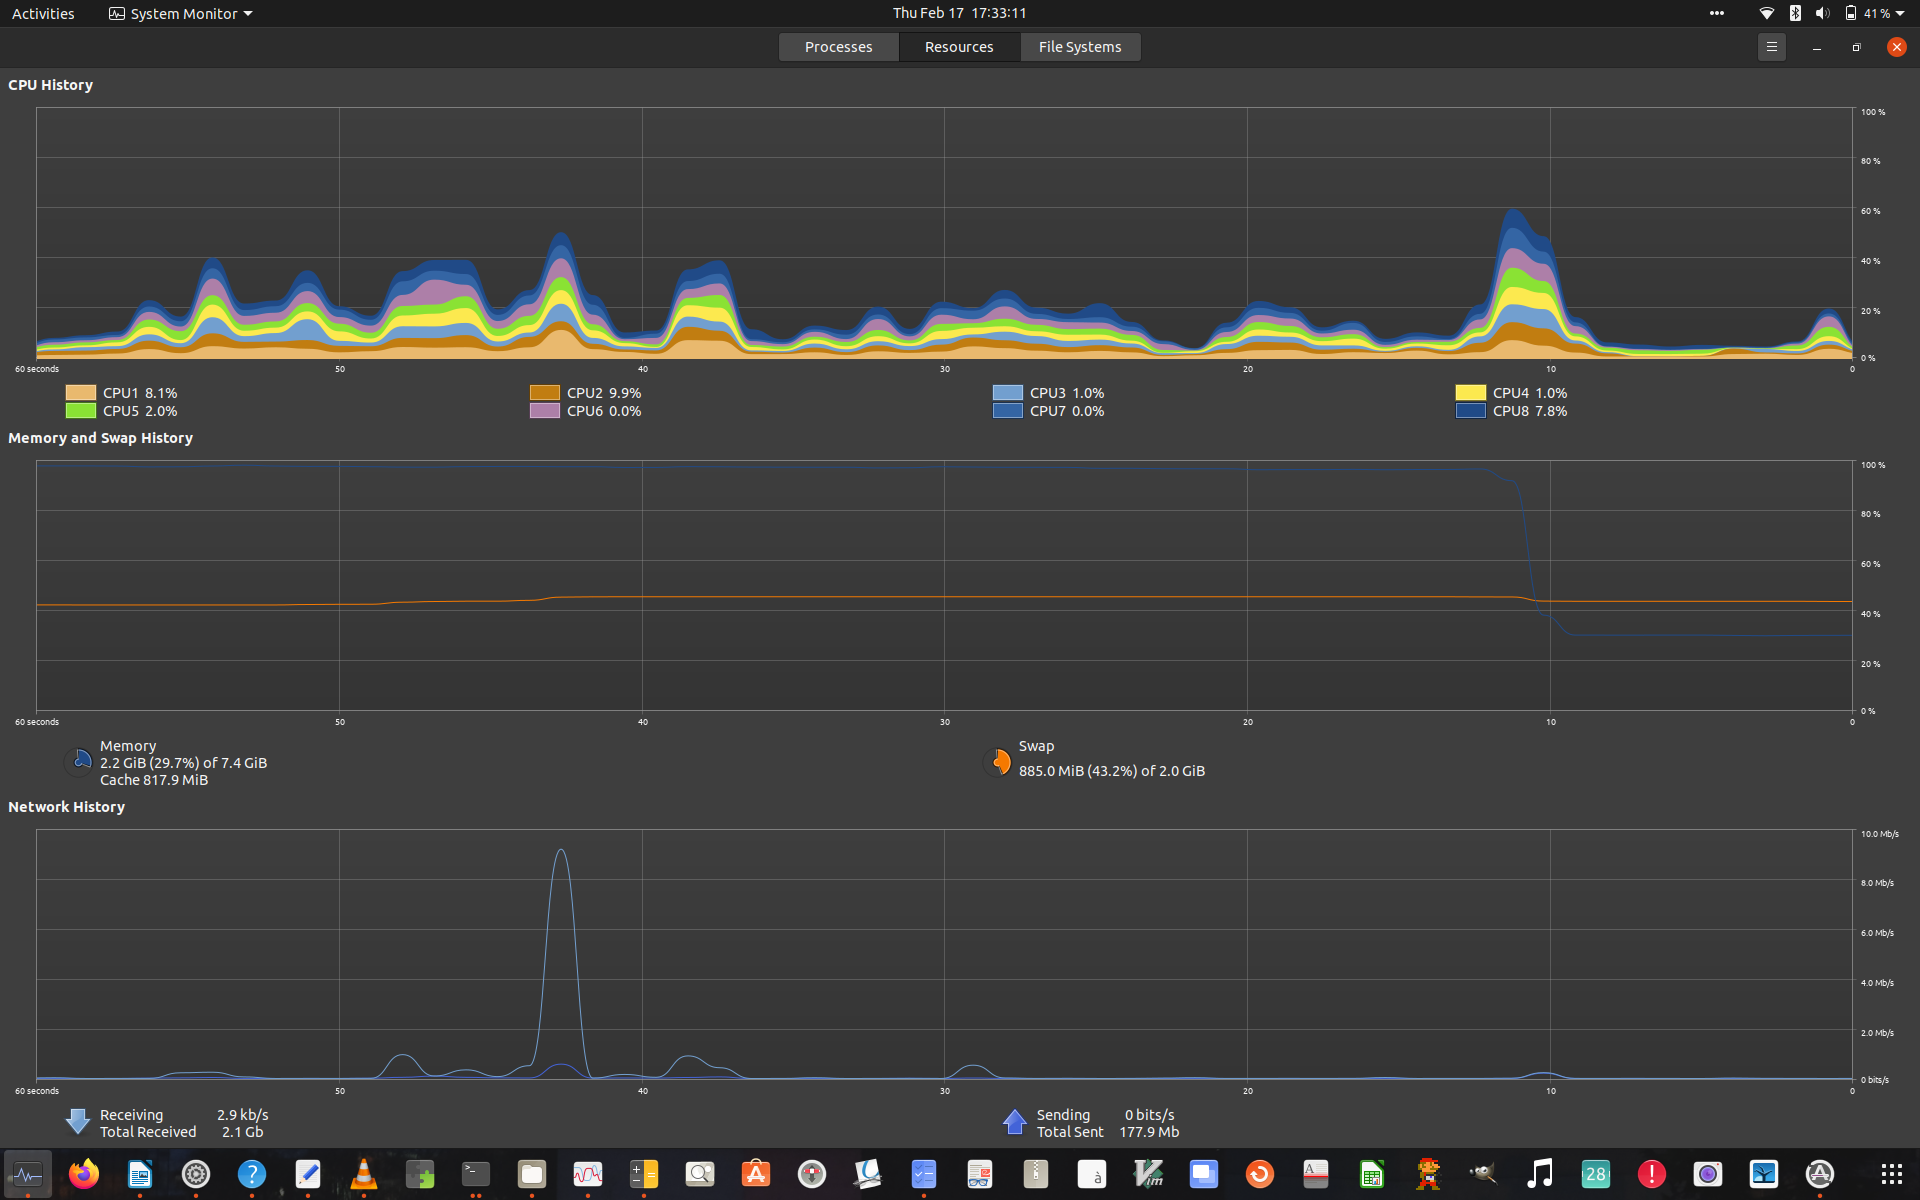 Activities System Monitor Thu Feb 17 17:33:11 41 %
Processes Resources File Systems
CPU History
100 %
80 %
60 %
40 %
20 %
0 %
60 seconds 50 40 30 20 10 0
CPU1 8.1% CPU2 9.9% CPU3 1.0% CPU4 1.0%
CPU5 2.0% CPU6 0.0% CPU7 0.0% CPU8 7.8%
Memory and Swap History
100 %
80 %
60 %
40 %
20 %
0 %
60 seconds 50 40 30 20 10 0
Memory
2.2 GiB (29.7%) of 7.4 GiB
Cache 817.9 MiB
Swap
885.0 MiB (43.2%) of 2.0 GiB
Network History
10.0 Mb/s
8.0 Mb/s
6.0 Mb/s
4.0 Mb/s
2.0 Mb/s
0 bits/s
60 seconds 50 40 30 20 10 0
Receiving 2.9 kb/s Sending 0 bits/s
Total Received 2.1 Gb Total Sent 177.9 Mb
? à Vim A 28 !